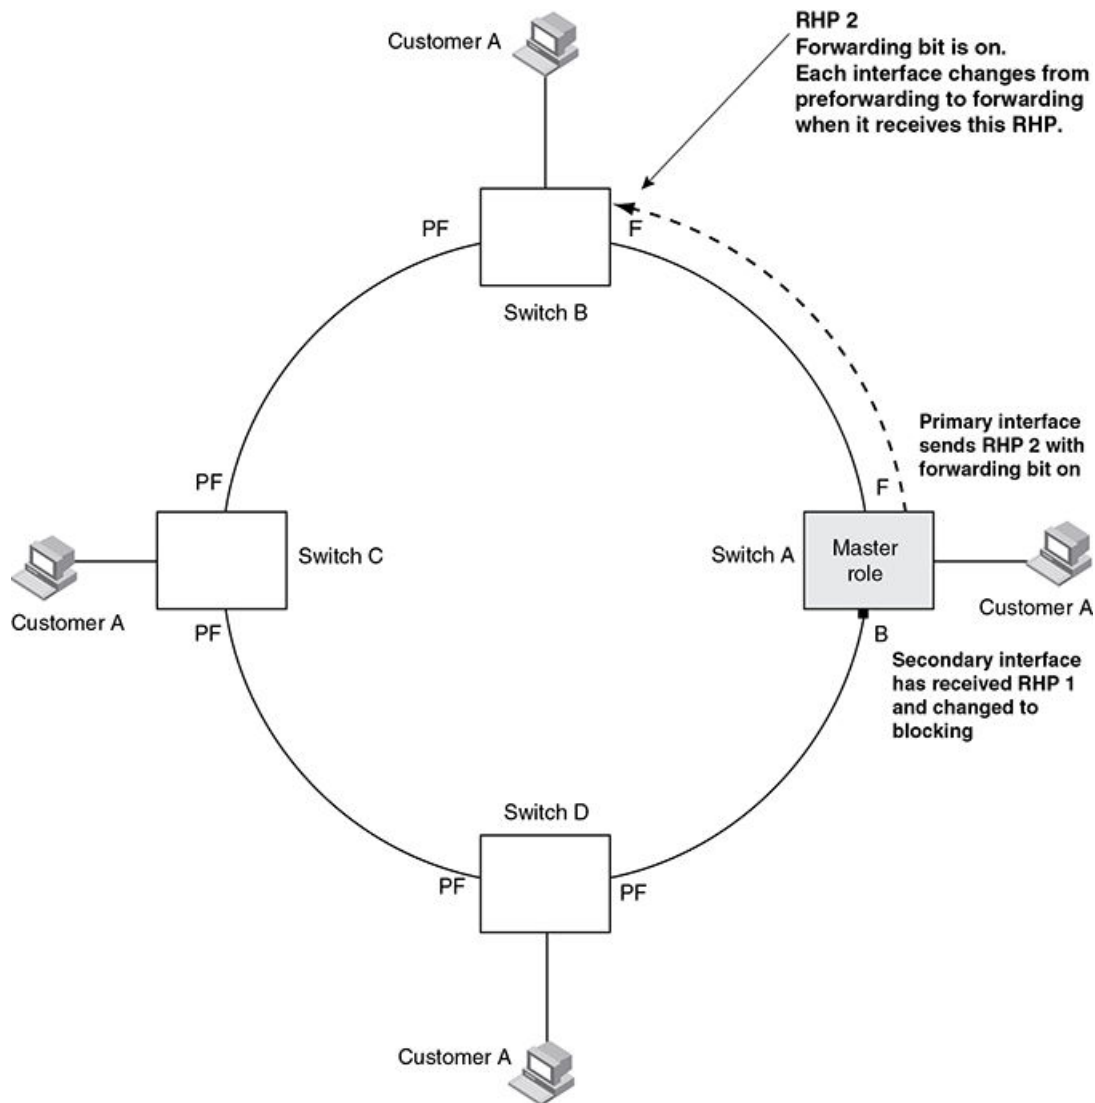 Customer A
RHP 2
Forwarding bit is on.
Each interface changes from
preforwarding to forwarding
when it receives this RHP.
PF
F
Switch B
Primary interface
sends RHP 2 with
forwarding bit on
PF
F
Switch C
Switch A
Master
role
Customer A
Customer A
PF
B
Secondary interface
has received RHP 1
and changed to
blocking
Switch D
PF
PF
Customer A